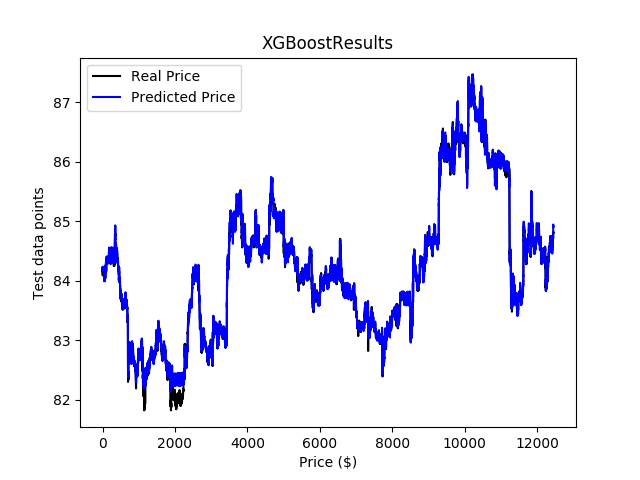 XGBoostResults
Real Price
Predicted Price
87
86
85
84
83
82
Test data points
0 2000 4000 6000 8000 10000 12000
Price ($)